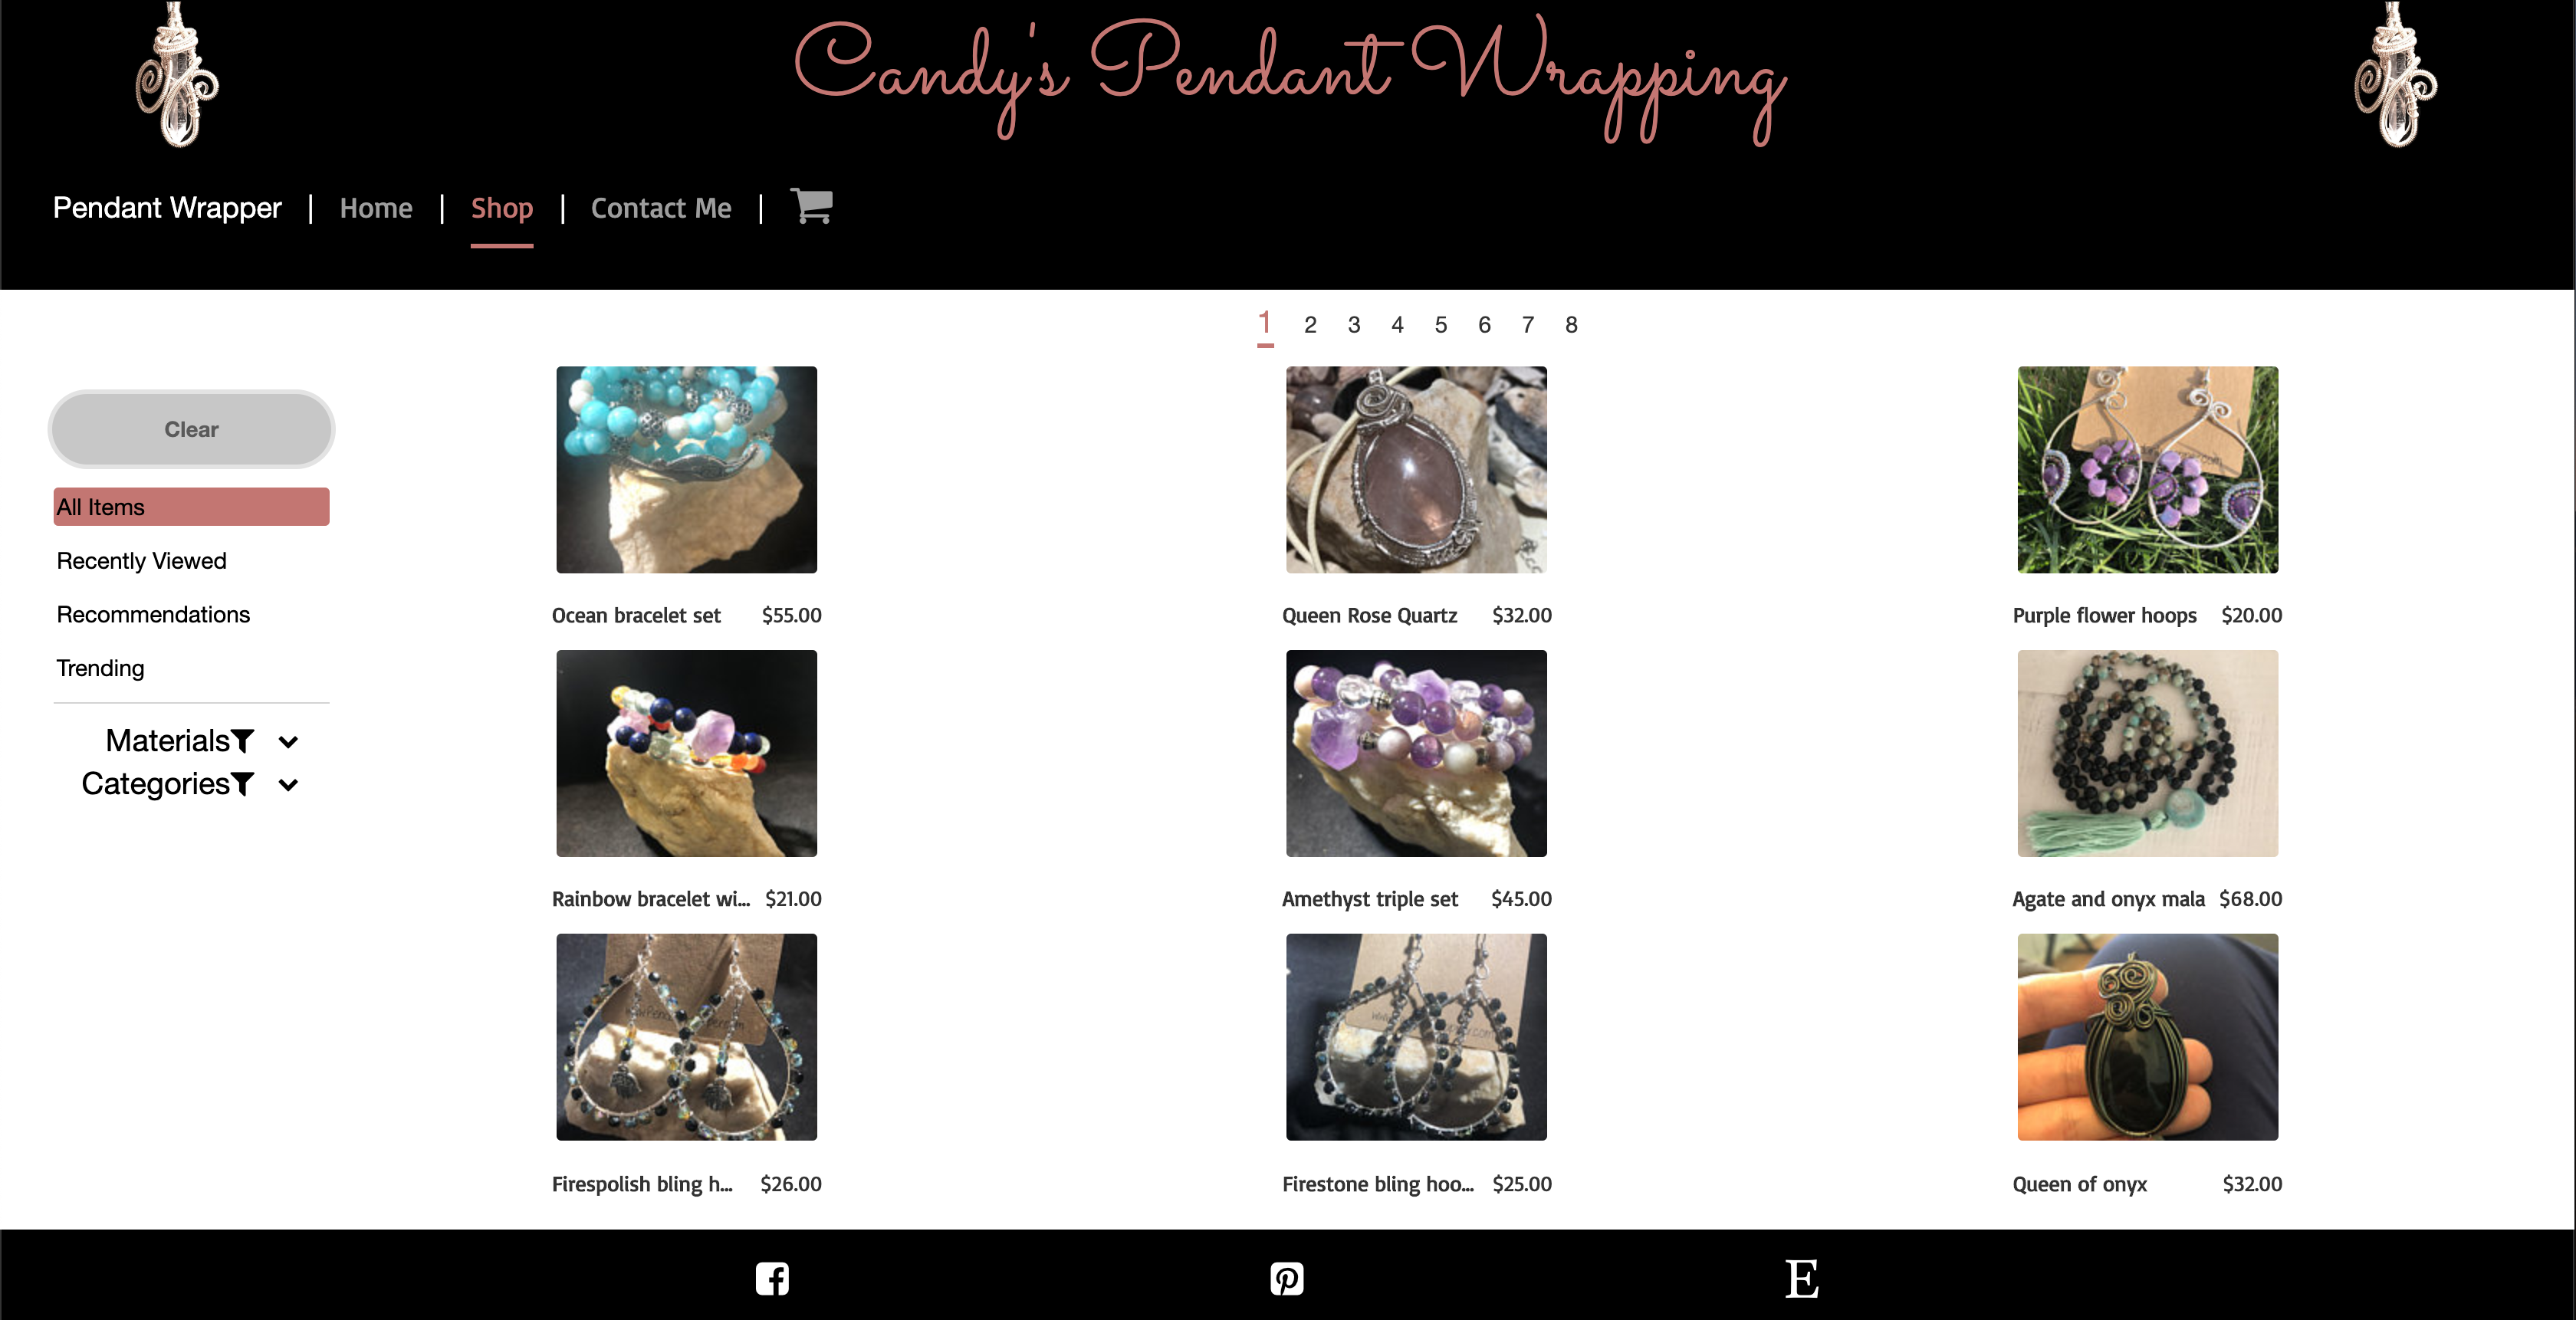 Candy's Pendant Wrapping
Pendant Wrapper | Home | Shop | Contact Me |
1 2 3 4 5 6 7 8
Clear
All Items
Recently Viewed
Recommendations
Trending
Materials
Categories
Ocean bracelet set $55.00
Queen Rose Quartz $32.00
Purple flower hoops $20.00
Rainbow bracelet wi... $21.00
Amethyst triple set $45.00
Agate and onyx mala $68.00
Firespolish bling h... $26.00
Firestone bling hoo... $25.00
Queen of onyx $32.00
E